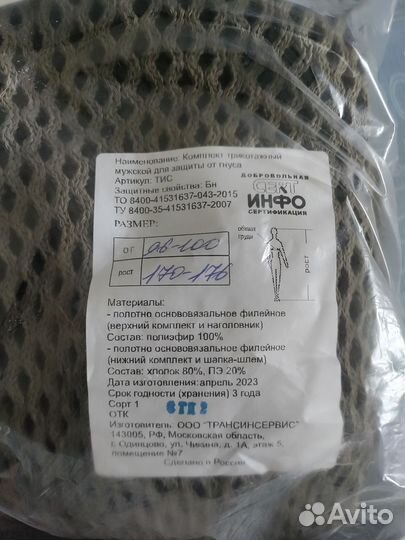 Наименование: Комплект трикотажный
мужской для защиты от гнуса
Артикул: ТИС
Защитные свойства: Бн
ТО 8400-41531637-043-2015
ТУ 8400-35-41531637-2007
РАЗМЕР:
ДОБРОВОЛЬНАЯ
СЕРТ
ИНФО
СЕРТИФИКАЦИЯ
ОГ 96-100
рост 170-176
обхват
груди
рост
Материалы:
- полотно основовязальное филейное
(верхний комплект и наголовник)
Состав: полиэфир 100%
- полотно основовязальное филейное
(нижний комплект и шапка-шлем)
Состав: хлопок 80%, ПЭ 20%
Дата изготовления: апрель 2023
Срок годности (хранения) 3 года
Сорт 1
ОТК
Изготовитель: ООО "ТРАНСИНСЕРВИС"
143005, РФ, Московская область,
г. Одинцово, ул. Чикина, д. 1А, этаж 5,
помещение №7
Сделано в России
Avito